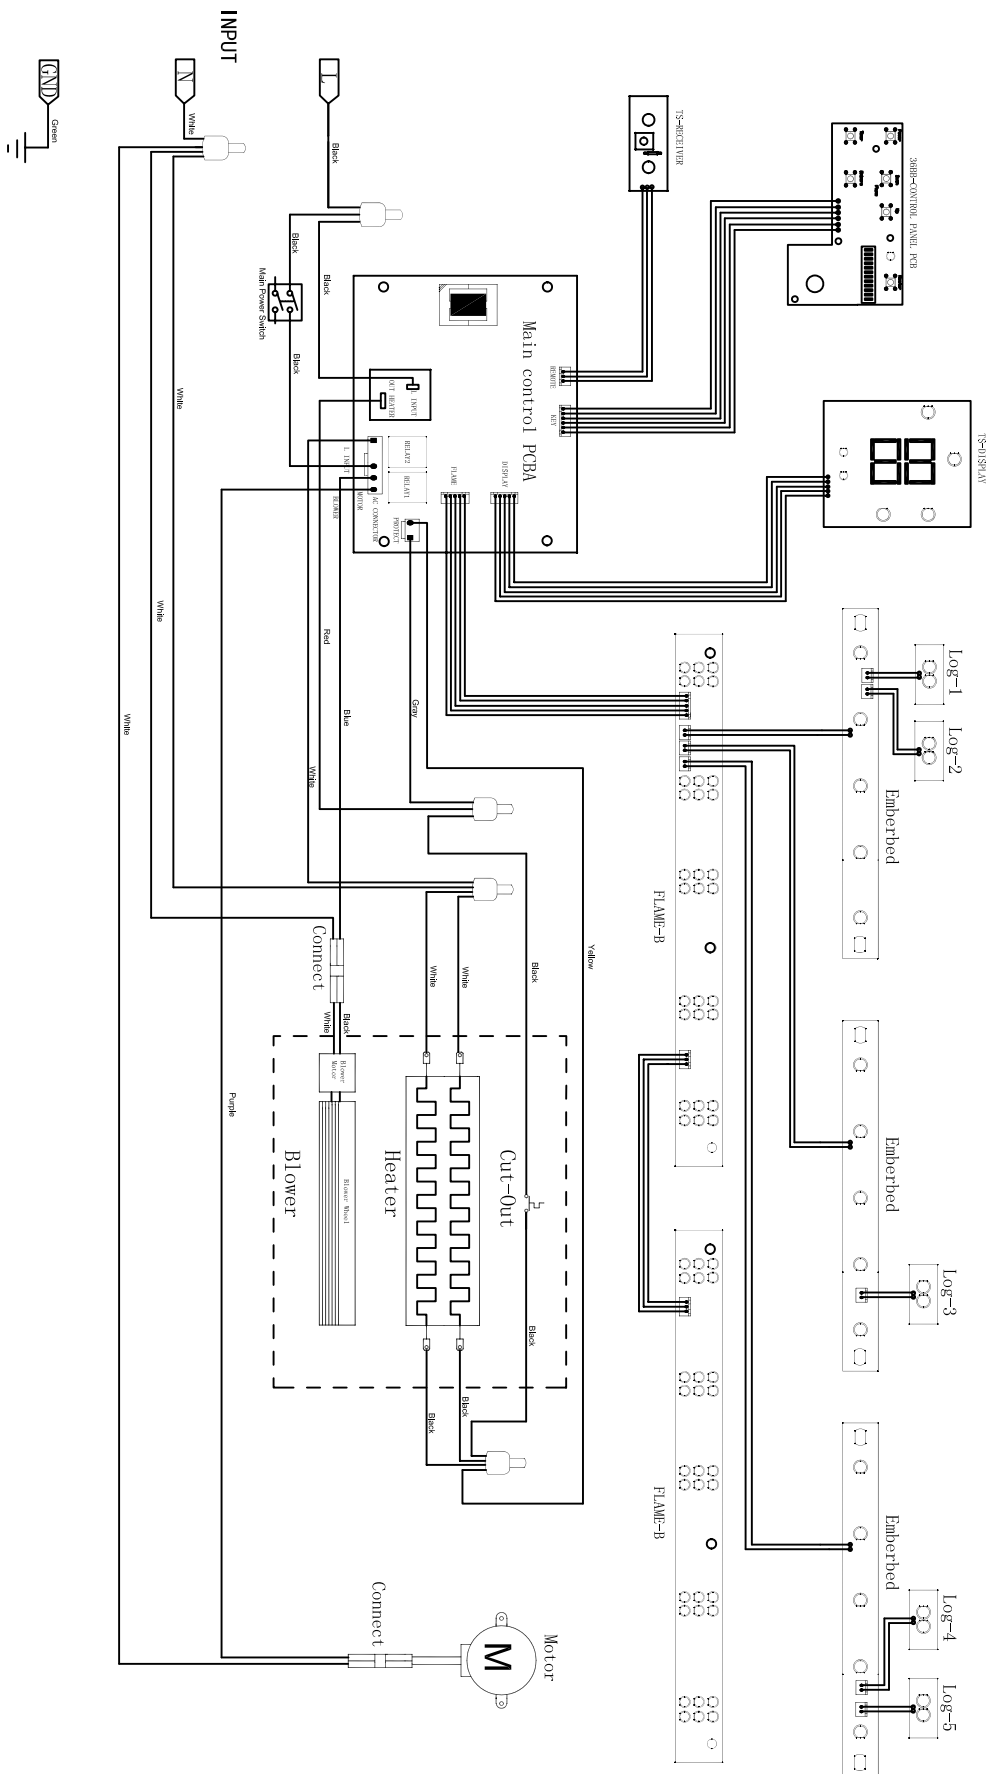 INPUT
GND
Green
N
White
L
Black
Black
Black
Main Power Switch
Black
TS-RECEIVER
36BB-CONTROL PANEL PCB
TS-DISPLAY
Main control PCBA
REMOTE
KEY
DISPLAY
FLAME
L INPUT
OUT HEATER
RELAY2
RELAY1
L INPUT
BLOWER
MOTOR
AC CONNECTOR
PROTECT
White
White
White
Red
Blue
Gray
White
Purple
Yellow
Black
White
White
Connect
Black
White
Blower
Motor
Blower Wheel
Blower
Heater
Cut-Out
Black
Black
Black
Connect
Motor
M
FLAME-B
FLAME-B
Emberbed
Emberbed
Emberbed
Log-1
Log-2
Log-3
Log-4
Log-5